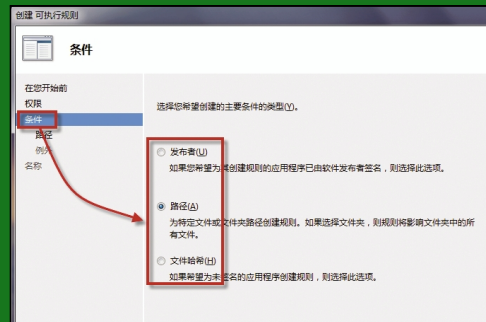 创建 可执行规则
条件
在您开始前
权限
条件
路径
例外
名称
选择您希望创建的主要条件的类型(Y)。
发布者(U)
如果您希望为其创建规则的应用程序已由软件发布者签名，则选择此选项。
路径(A)
为特定文件或文件夹路径创建规则。如果选择文件夹，则规则将影响文件夹中的所
有文件。
文件哈希(H)
如果希望为未签名的应用程序创建规则，则选择此选项。